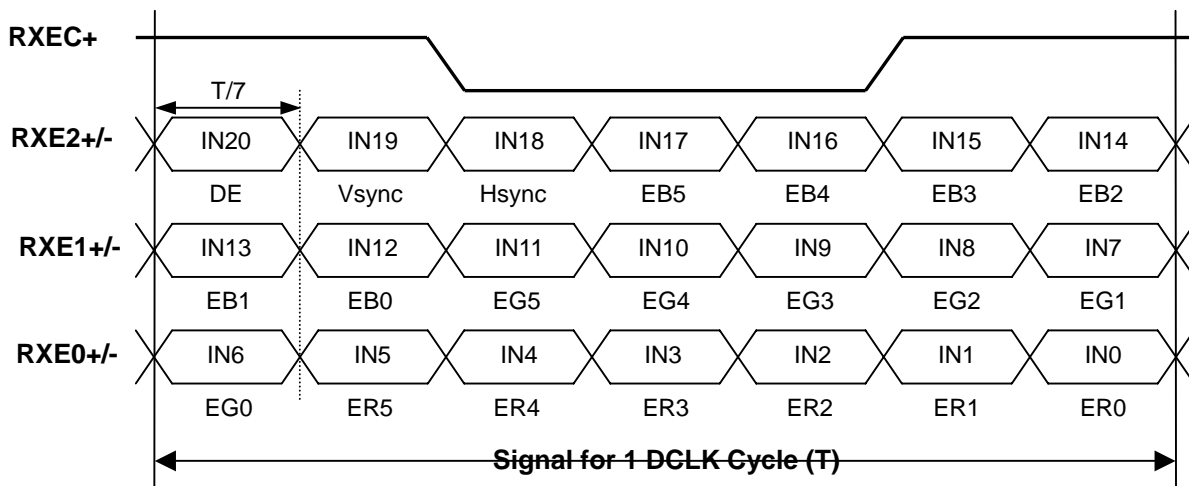 RXEC+
T/7
RXE2+/- IN20 IN19 IN18 IN17 IN16 IN15 IN14
DE Vsync Hsync EB5 EB4 EB3 EB2
RXE1+/- IN13 IN12 IN11 IN10 IN9 IN8 IN7
EB1 EB0 EG5 EG4 EG3 EG2 EG1
RXE0+/- IN6 IN5 IN4 IN3 IN2 IN1 IN0
EG0 ER5 ER4 ER3 ER2 ER1 ER0
Signal for 1 DCLK Cycle (T)